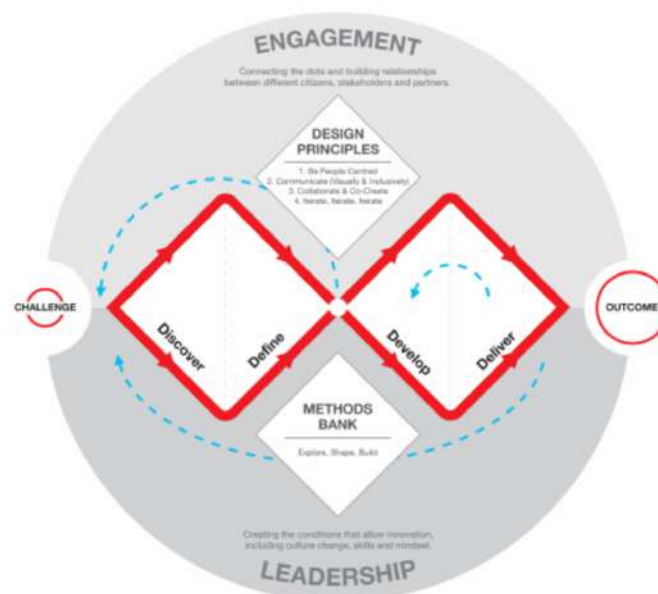 ENGAGEMENT
Connecting the dots and building relationships
between different citizens, stakeholders and partners.
DESIGN
PRINCIPLES
1. Be People Centred
2. Communicate (Visually & Inclusively)
3. Collaborate & Co-Create
4. Iterate, Iterate, Iterate
CHALLENGE
OUTCOME
Discover
Define
Develop
Deliver
METHODS
BANK
Explore, Shape, Build
Creating the conditions that allow innovation,
including culture change, skills and mindset.
LEADERSHIP